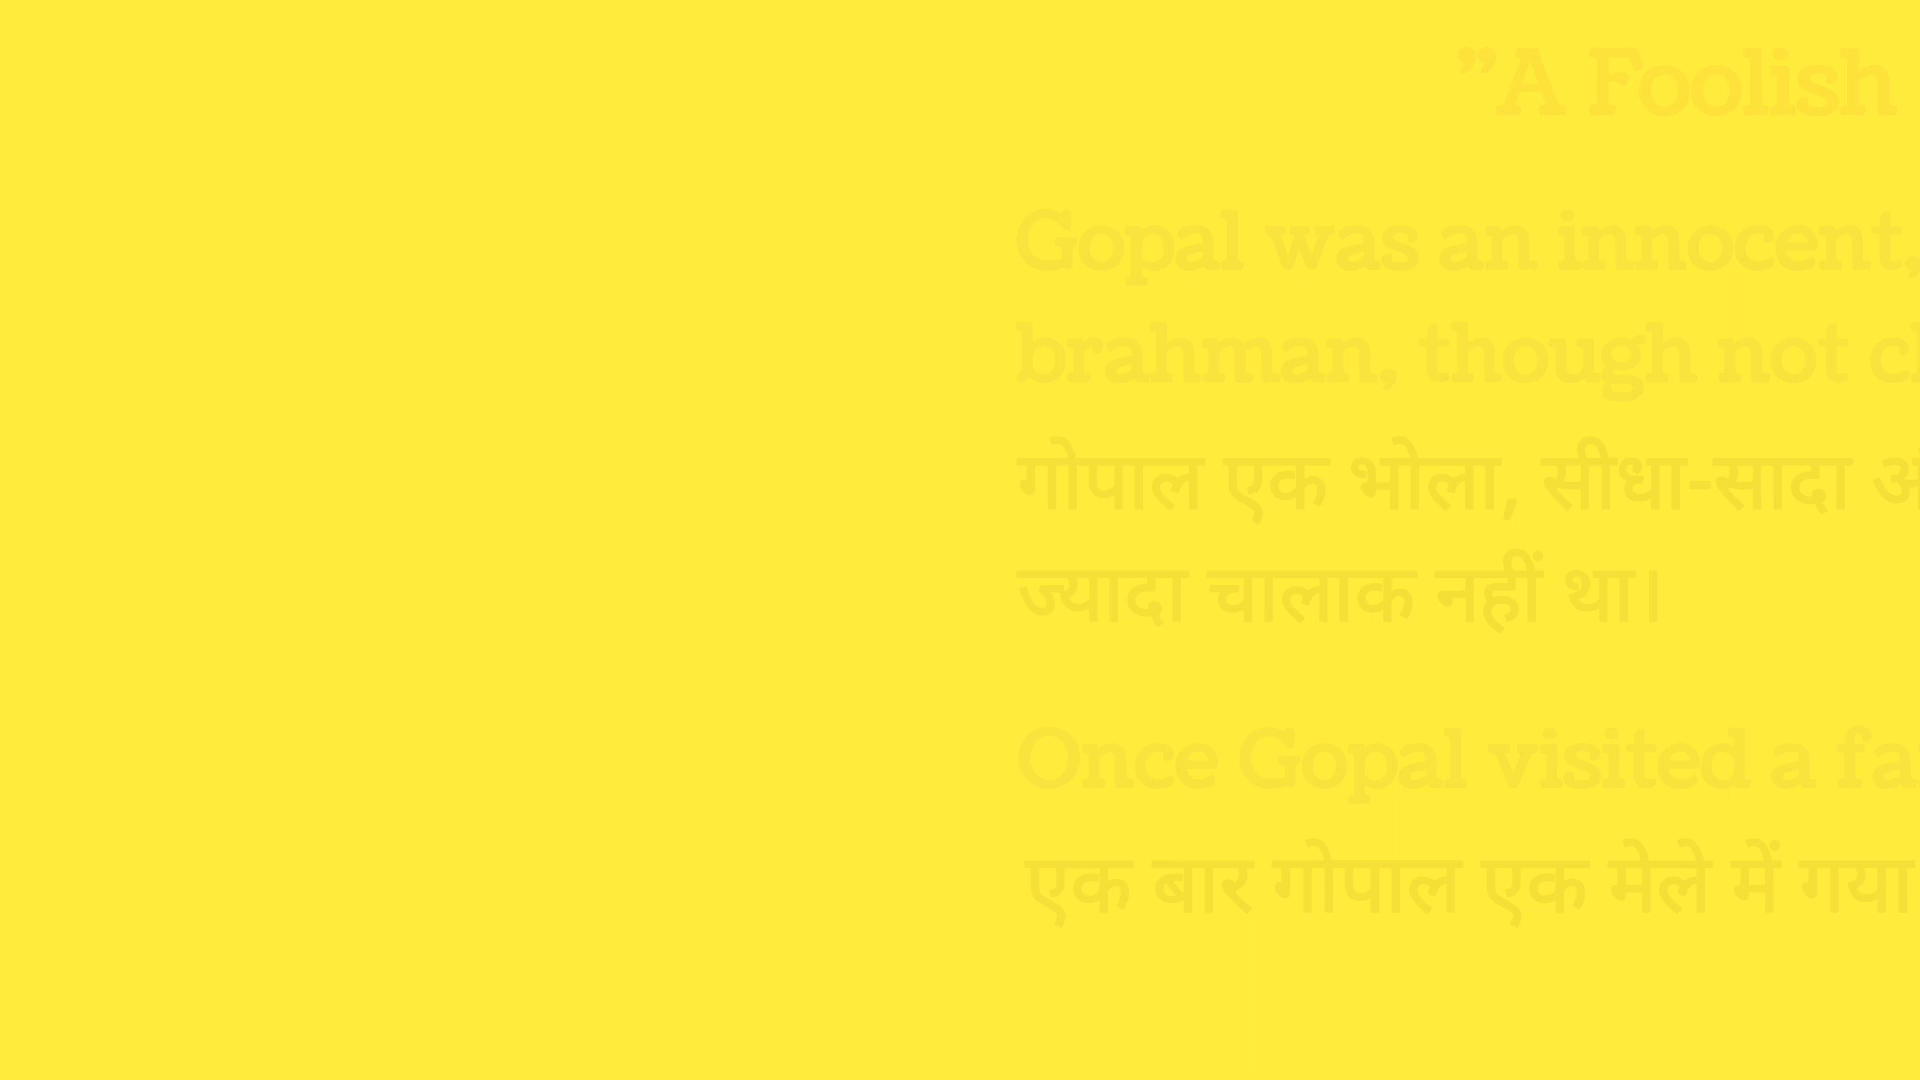 ”A Foolish
Gopal was an innocent,
brahman, though not
गोपाल एक भोला, सीधा-सादा
ज्यादा चालाक नहीं था।
Once Gopal visited a
एक बार गोपाल एक मेले में गया